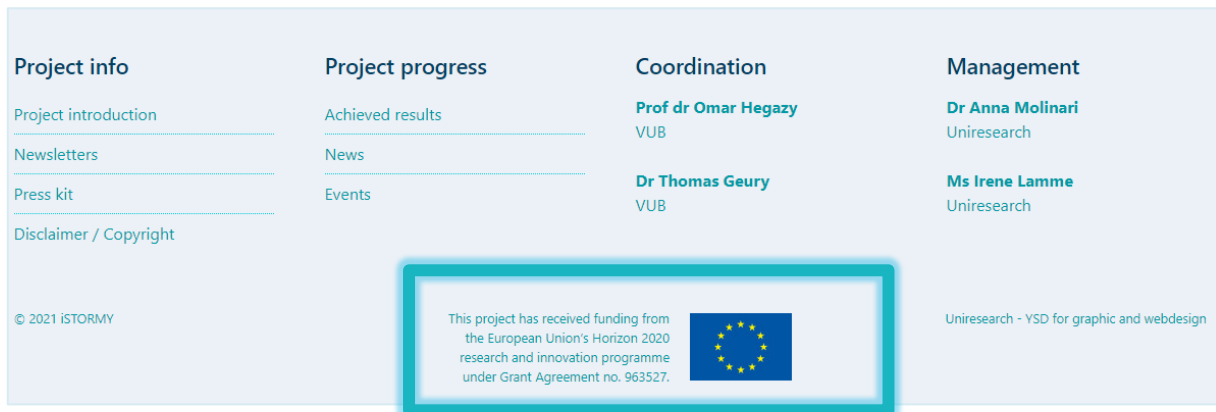 Project info
Project introduction
Newsletters
Press kit
Disclaimer / Copyright
Project progress
Achieved results
News
Events
Coordination
Prof dr Omar Hegazy
VUB
Dr Thomas Geury
VUB
Management
Dr Anna Molinari
Uniresearch
Ms Irene Lamme
Uniresearch
© 2021 iSTORMY
This project has received funding from
the European Union's Horizon 2020
research and innovation programme
under Grant Agreement no. 963527.
Uniresearch - YSD for graphic and webdesign